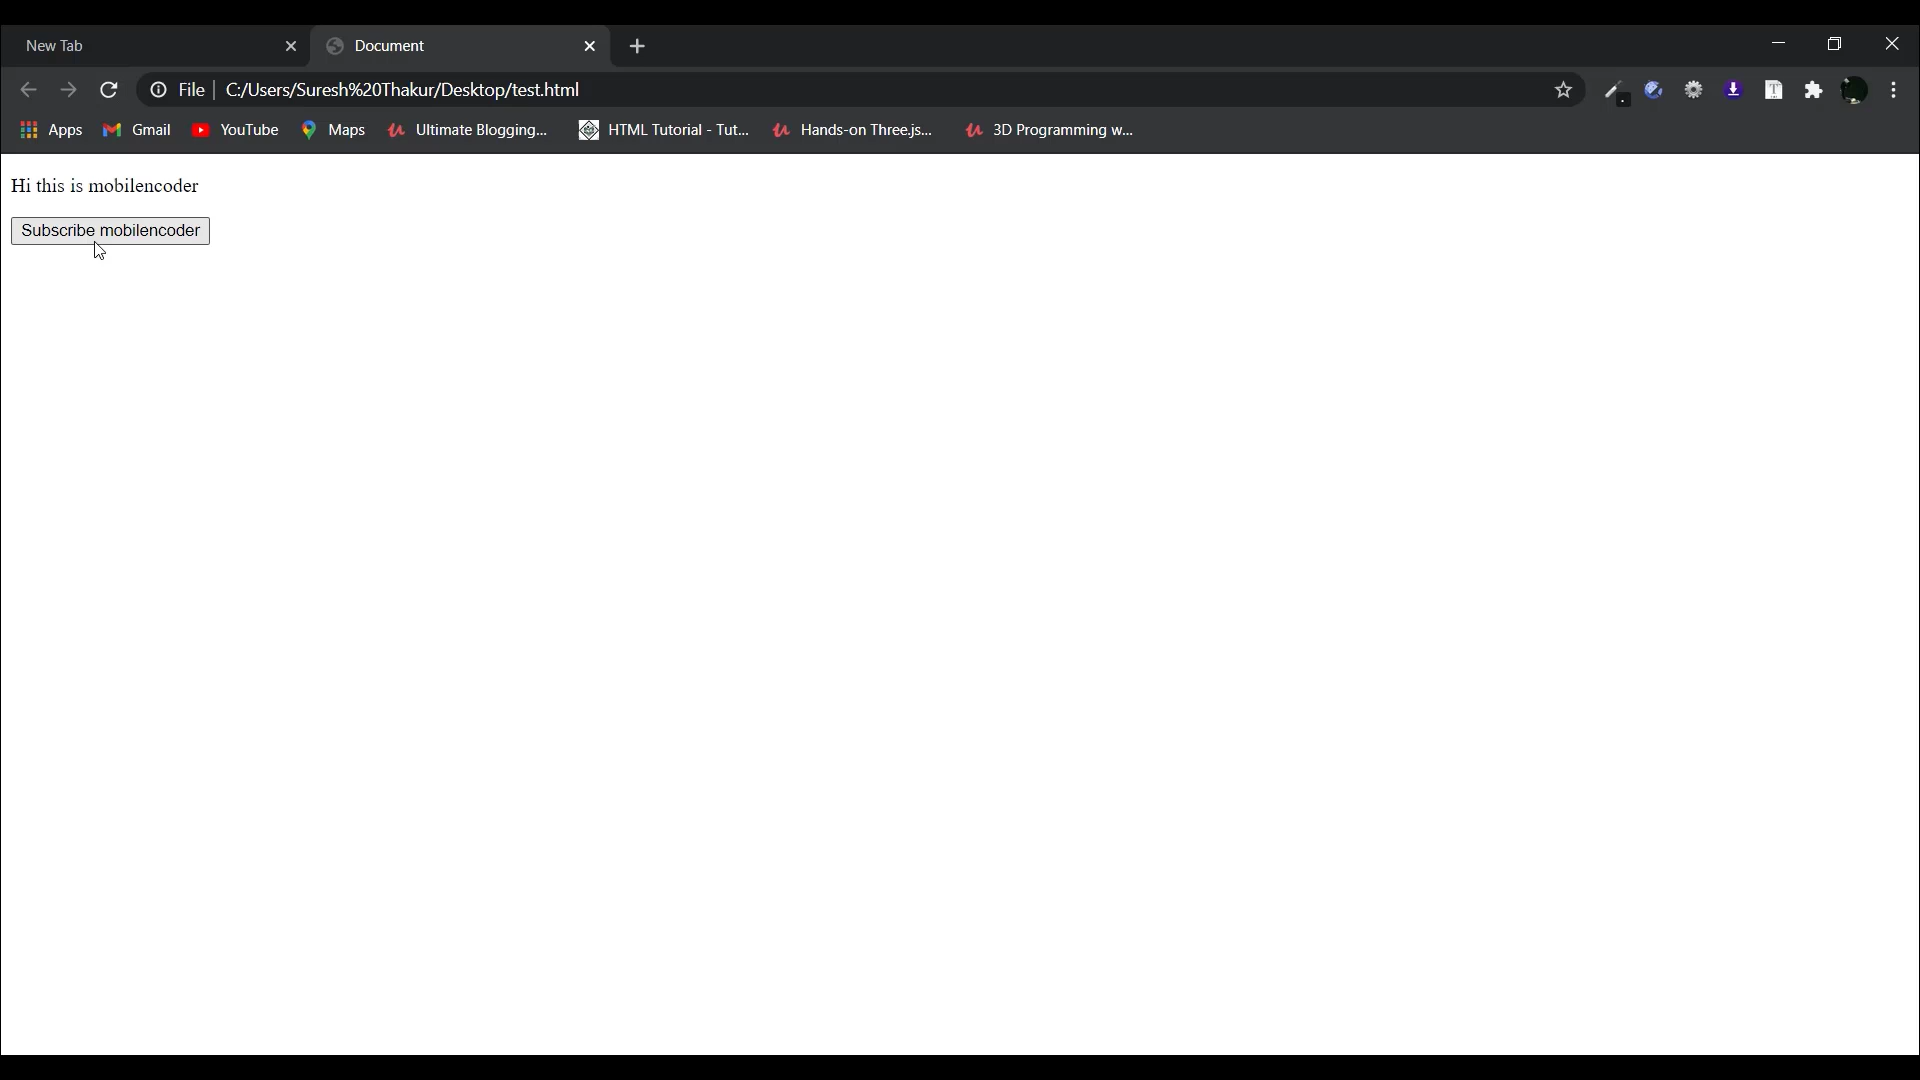 New Tab
Document
File
C:/Users/Suresh%20Thakur/Desktop/test.html
Apps
Gmail
YouTube
Maps
Ultimate Blogging...
HTML Tutorial - Tut...
Hands-on Three.js...
3D Programming w...
Hi this is mobilencoder
Subscribe mobilencoder